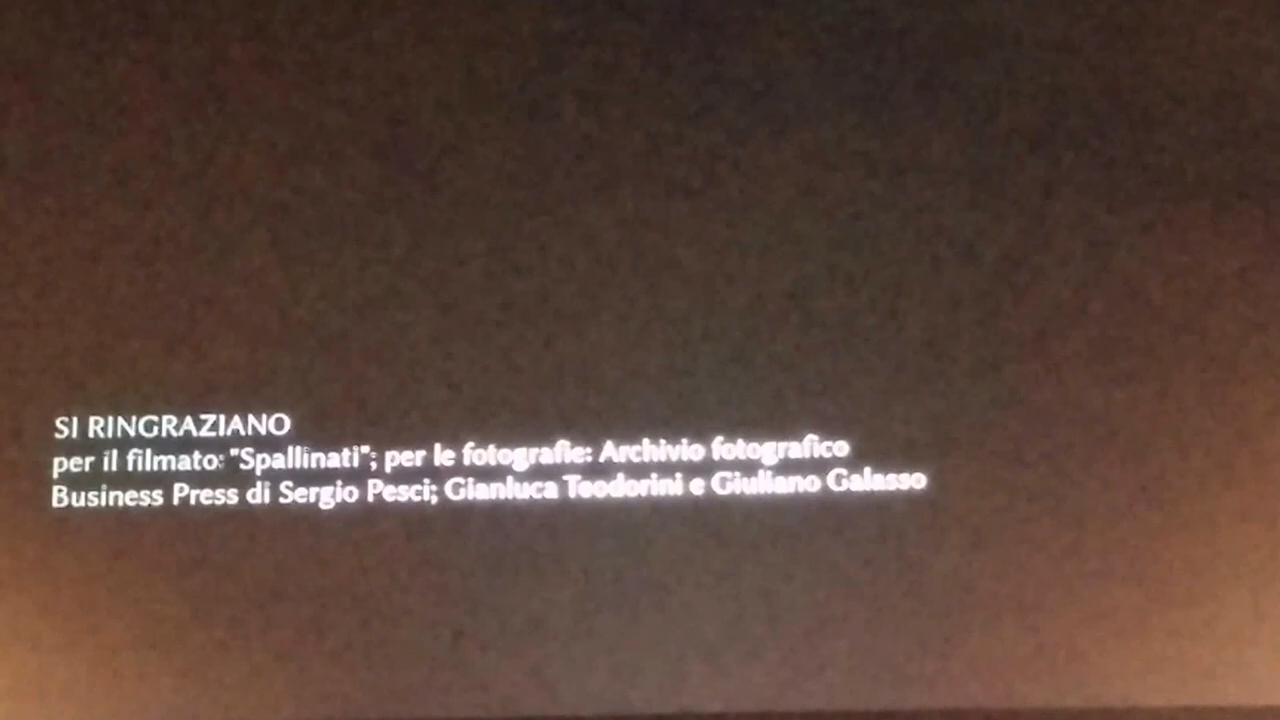 SI RINGRAZIANO
per il filmato: "Spallinati"; per le fotografie: Archivio fotografico
Business Press di Sergio Pesci; Gianluca Teodorini e Giuliano Galasso